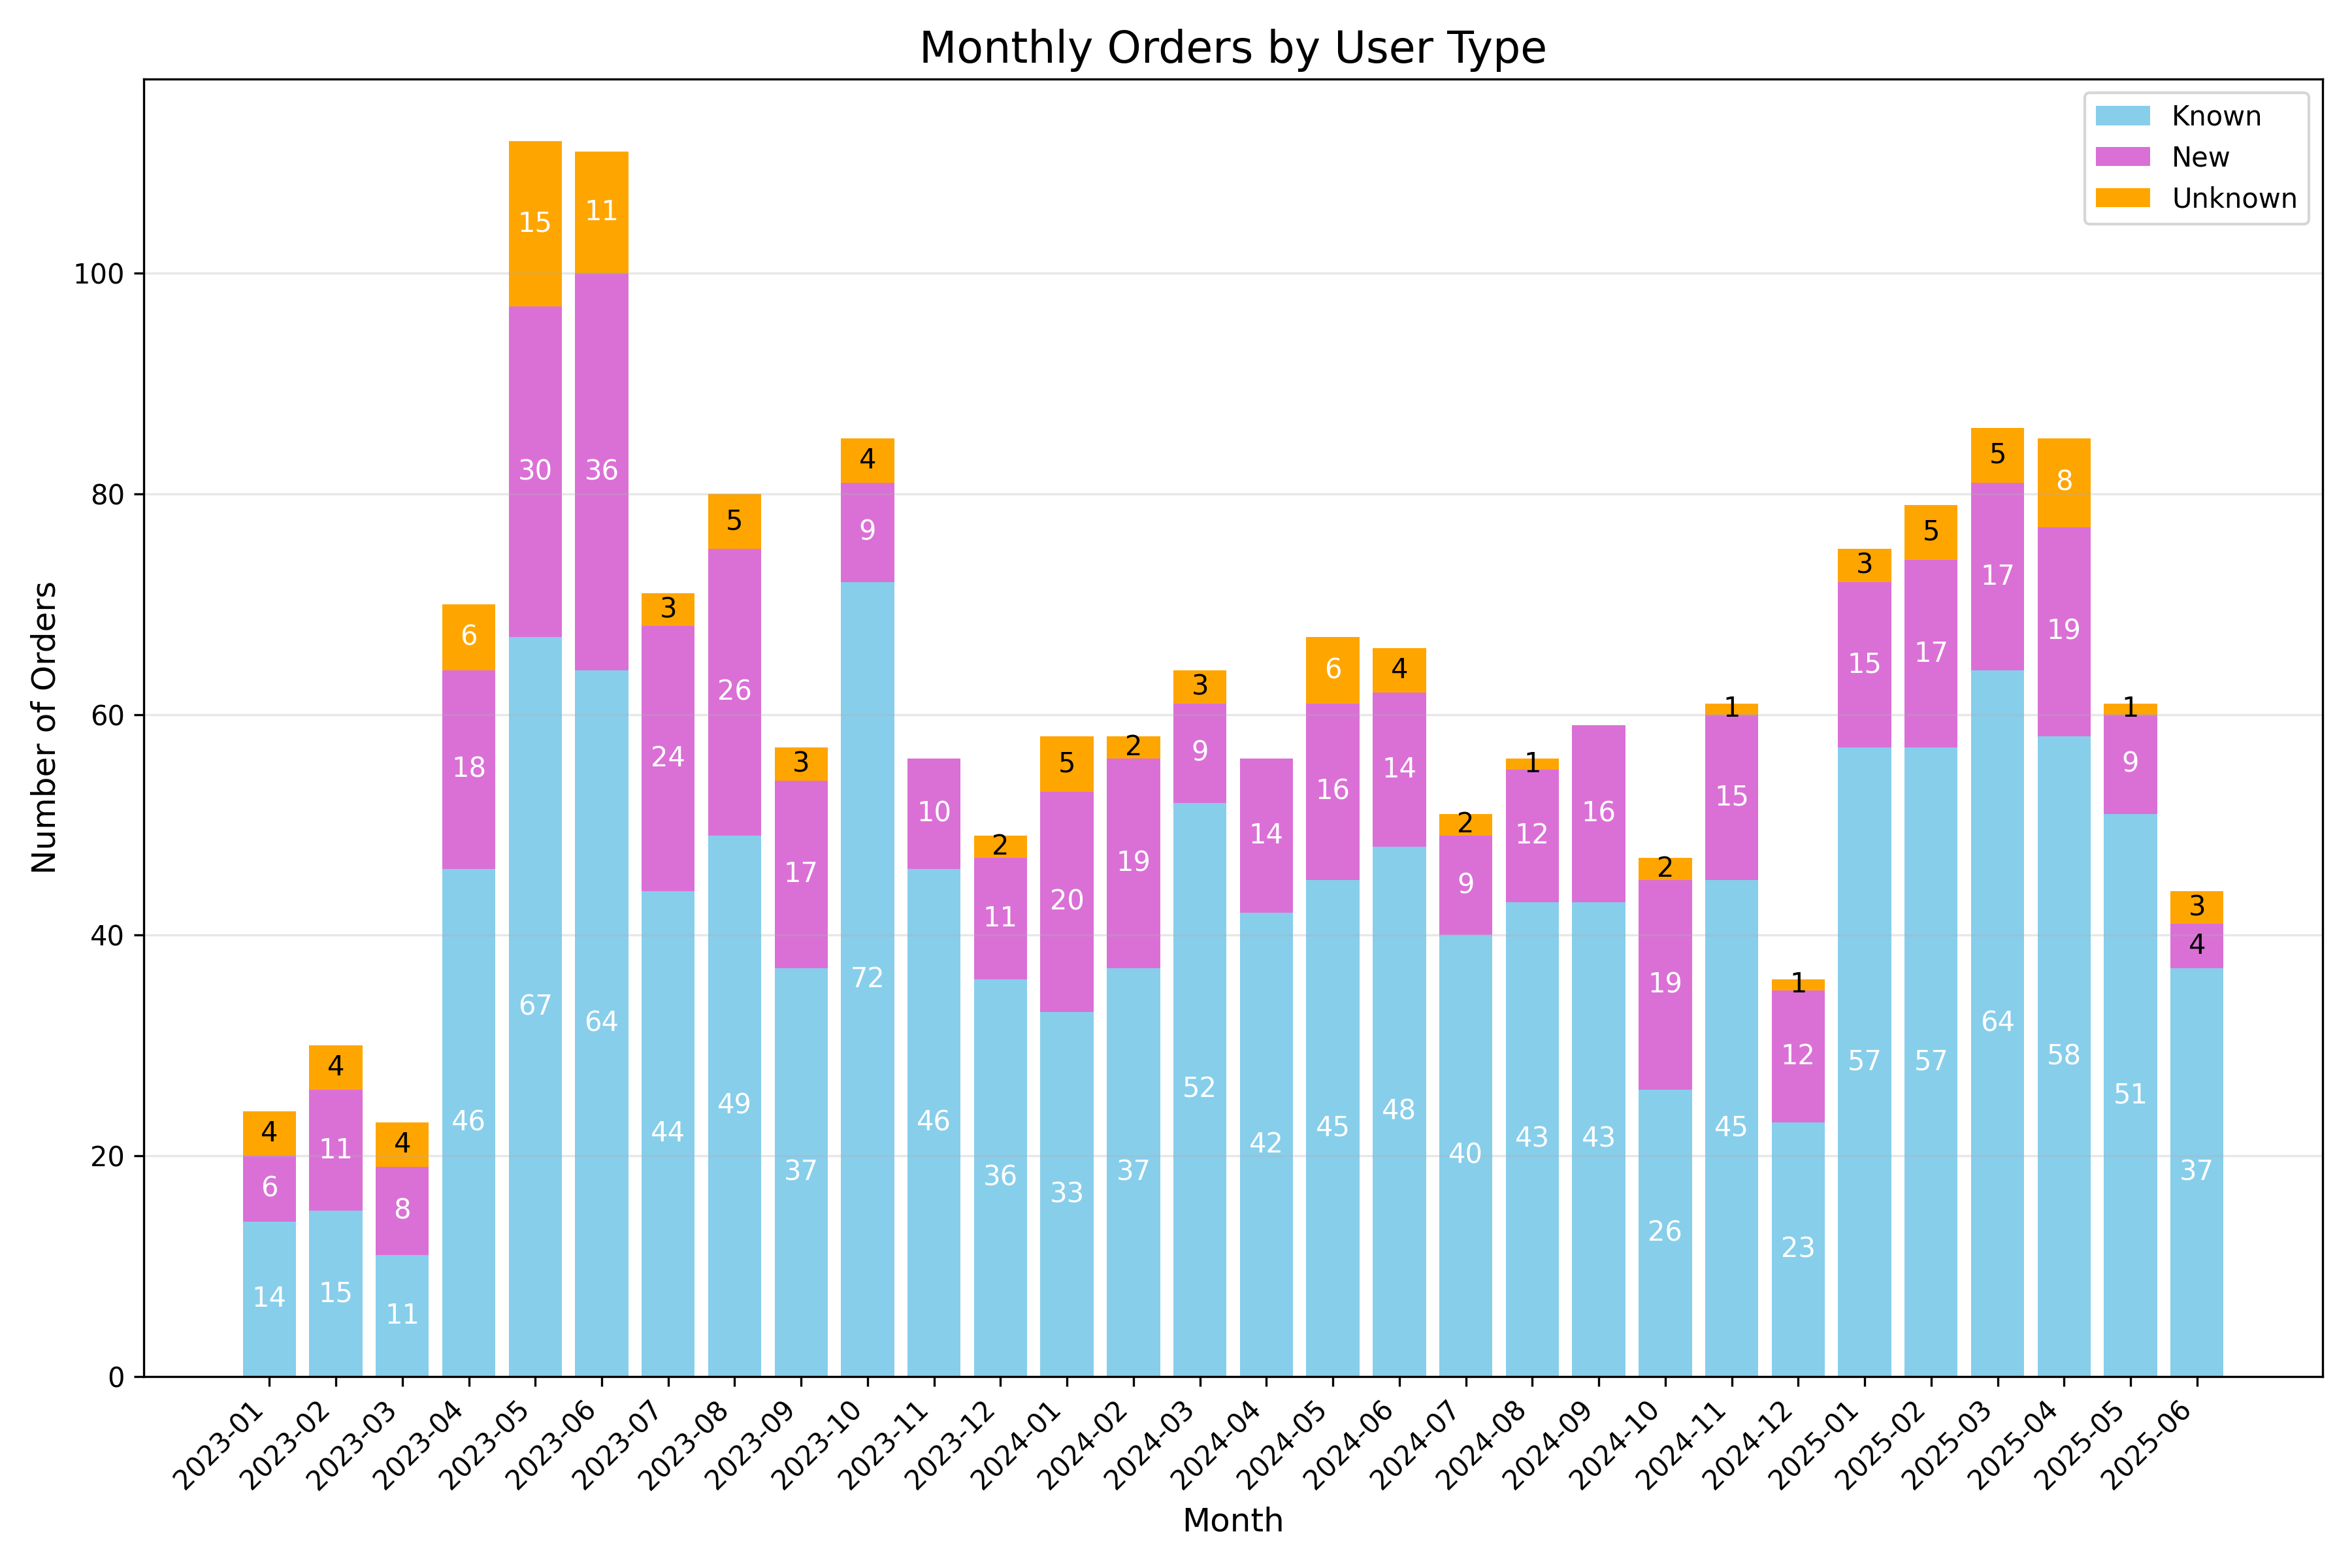 Monthly Orders by User Type
Known
New
Unknown
Number of Orders
100
80
60
40
20
0
15 11
30 36
6 18 46
67 64
3 24 44
5 26 49
3 17 37
4 9 72
10 46
2 11 36
5 20 33
2 19 37
3 9 52
14 42
6 16 45
4 14 48
2 9 40
1 12 43
16 43
2 19 26
1 15 45
1 12 23
3 15 57
5 17 57
5 17 64
8 19 58
1 9 51
3 4 37
4 6 14
4 11 15
4 8 11
2023-01
2023-02
2023-03
2023-04
2023-05
2023-06
2023-07
2023-08
2023-09
2023-10
2023-11
2023-12
2024-01
2024-02
2024-03
2024-04
2024-05
2024-06
2024-07
2024-08
2024-09
2024-10
2024-11
2024-12
2025-01
2025-02
2025-03
2025-04
2025-05
2025-06
Month